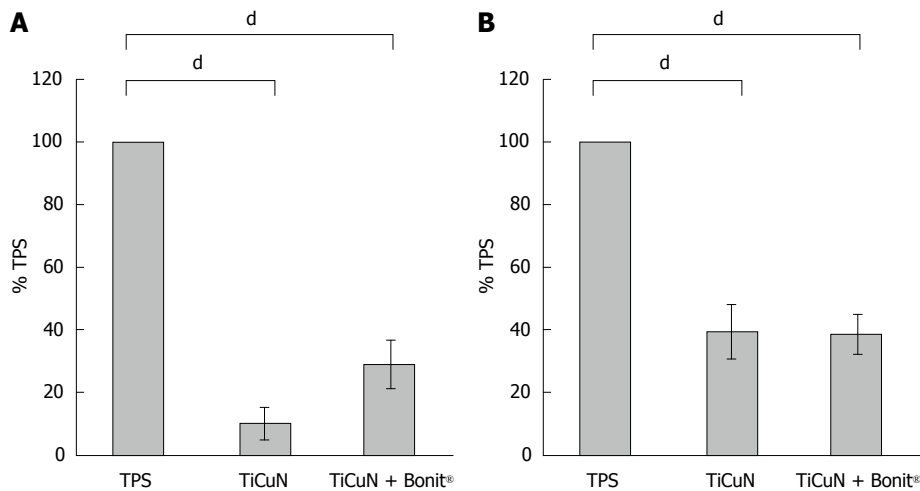 A
d
d
120
100
80
60
40
20
0
% TPS
TPS
TiCuN
TiCuN + Bonit®
B
d
d
120
100
80
60
40
20
0
% TPS
TPS
TiCuN
TiCuN + Bonit®